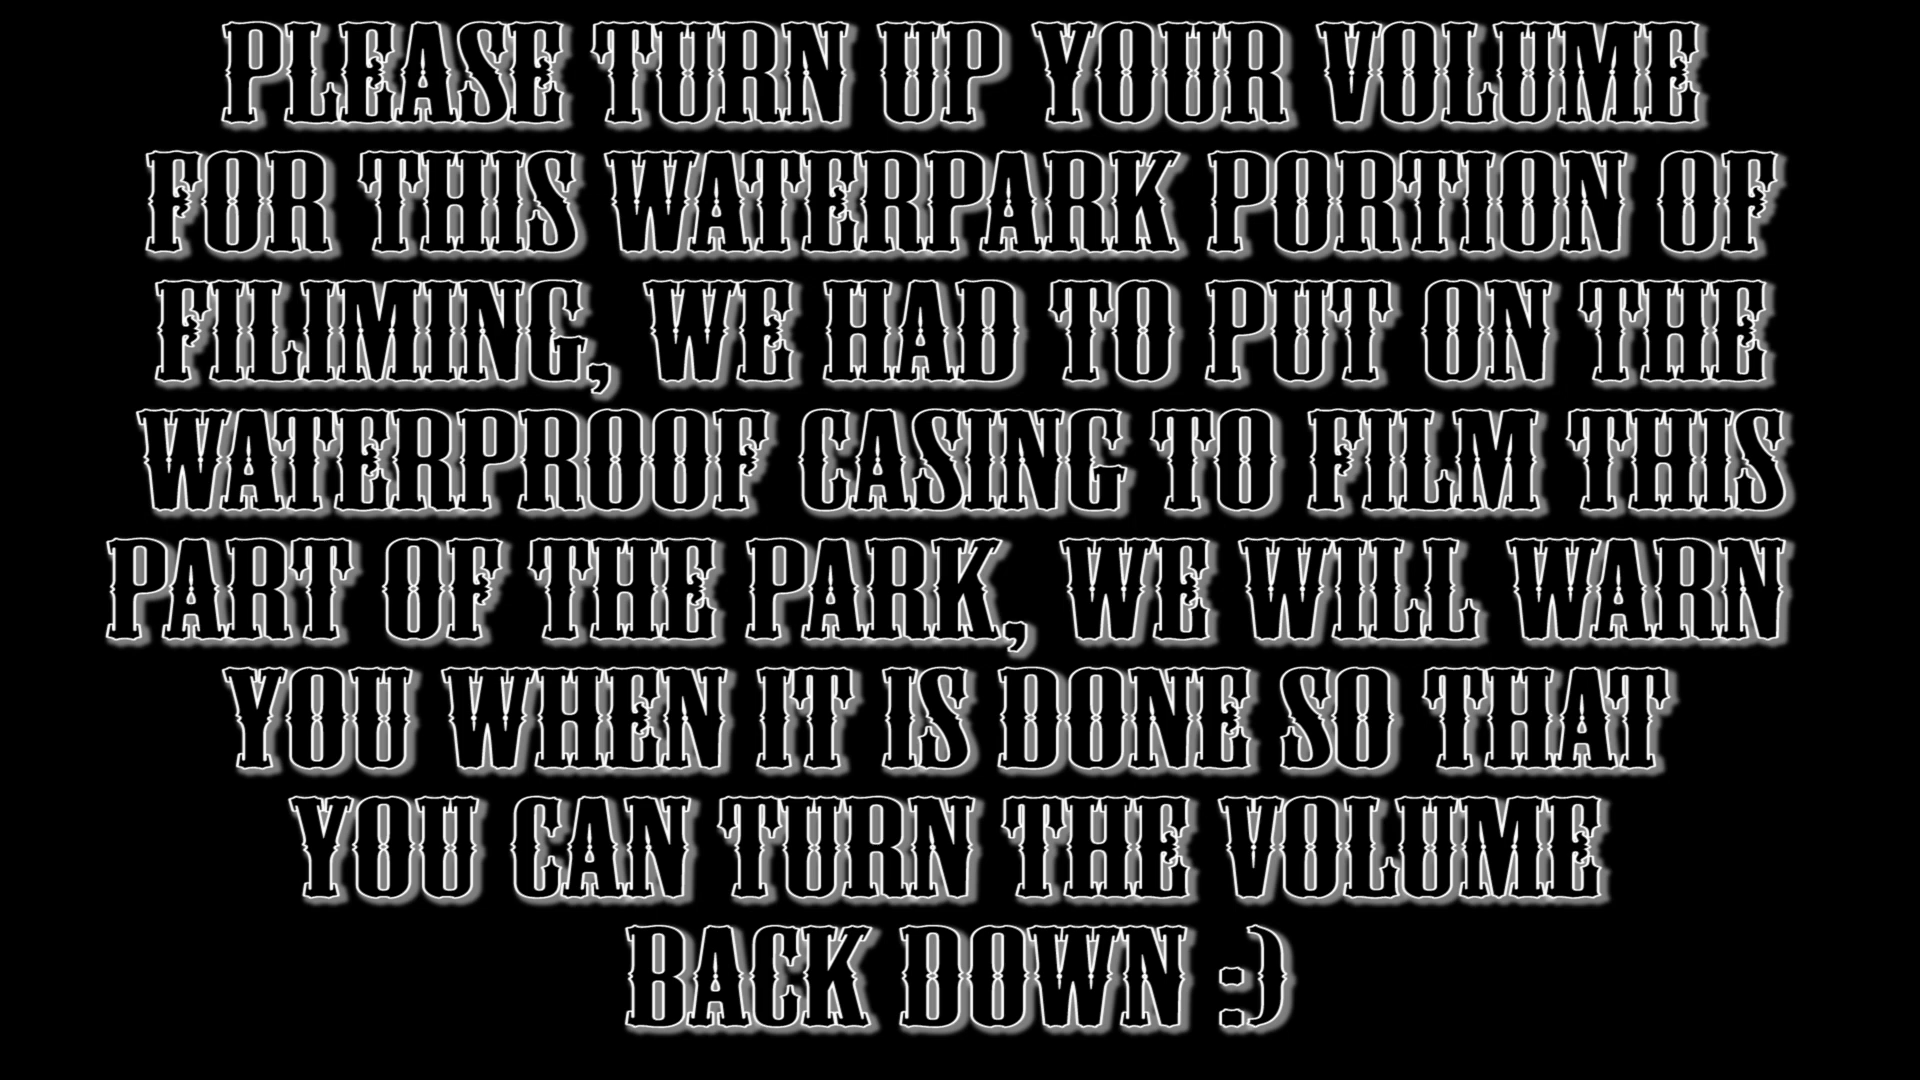 PLEASE TURN UP YOUR VOLUME
FOR THIS WATERPARK PORTION OF
FILIMING, WE HAD TO PUT ON THE
WATERPROOF CASING TO FILM THIS
PART OF THE PARK, WE WILL WARN
YOU WHEN IT IS DONE SO THAT
YOU CAN TURN THE VOLUME
BACK DOWN :)